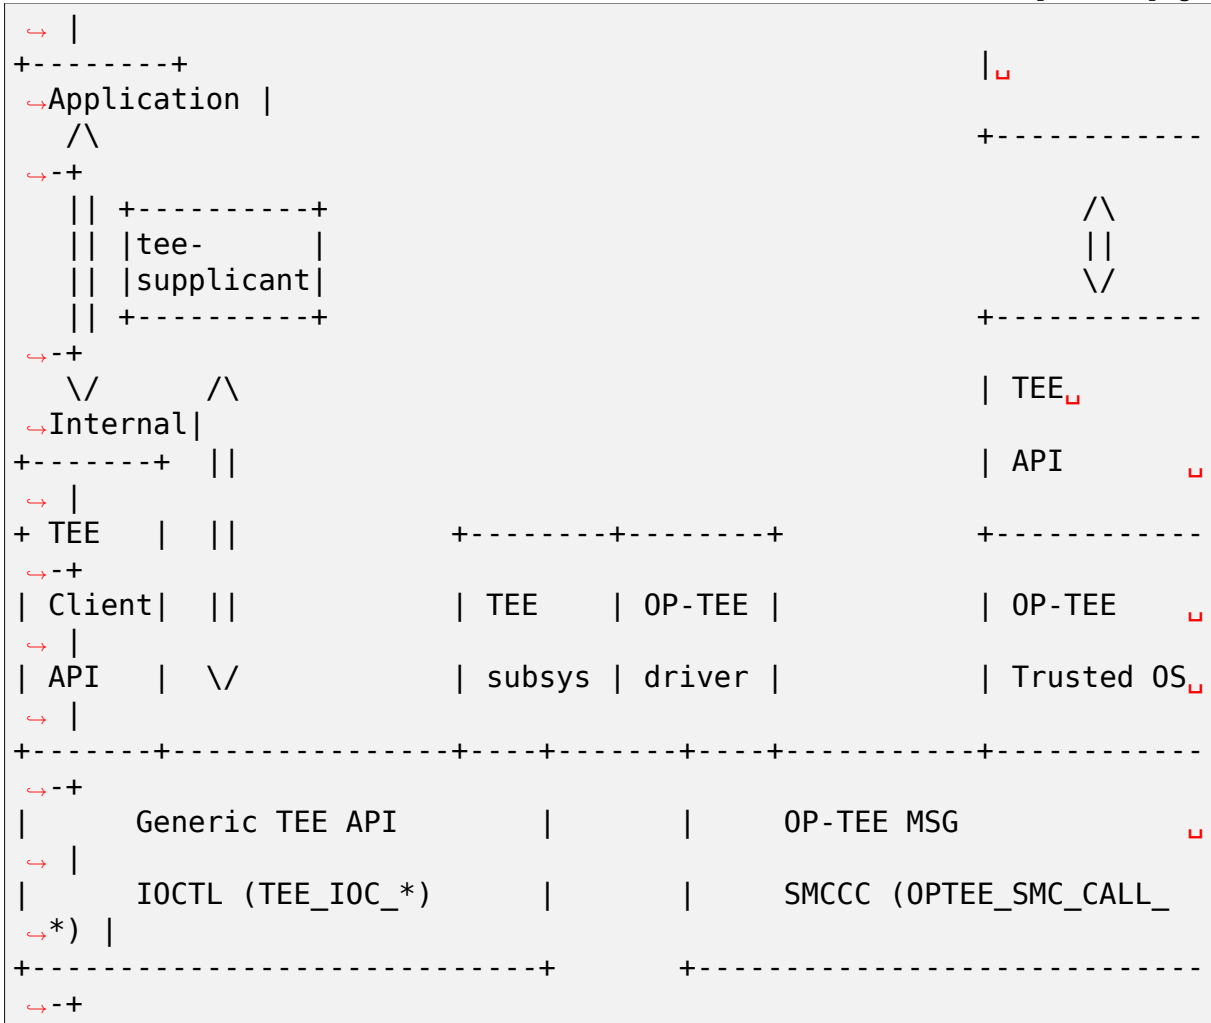 ↪ |
+--------+                                              |␣
↪Application |
   /\                                                   +------------
↪-+
   || +----------+                                            /\
   || |tee-      |                                            ||
   || |supplicant|                                            \/
   || +----------+                                      +------------
↪-+
   \/      /\                                           | TEE␣
↪Internal|
+-------+  ||                                           | API       ␣
↪ |
+ TEE   |  ||             +--------+--------+           +------------
↪-+
| Client|  ||             | TEE    | OP-TEE |           | OP-TEE    ␣
↪ |
| API   |  \/             | subsys | driver |           | Trusted OS␣
↪ |
+-------+----------------+----+-------+----+-----------+------------
↪-+
|      Generic TEE API        |       |     OP-TEE MSG             ␣
↪ |
|      IOCTL (TEE_IOC_*)      |       |     SMCCC (OPTEE_SMC_CALL_
↪*) |
+-----------------------------+       +-----------------------------
↪-+